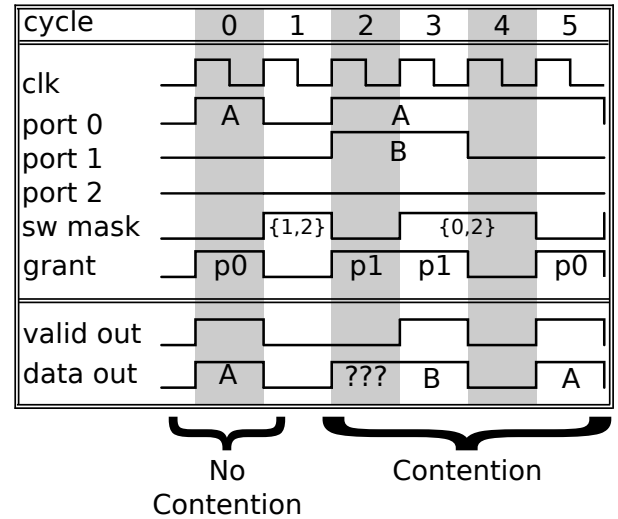 cycle 0 1 2 3 4 5
clk
port 0 A A
port 1 B
port 2
sw mask {1,2} {0,2}
grant p0 p1 p1 p0
valid out
data out A ??? B A
No Contention
Contention